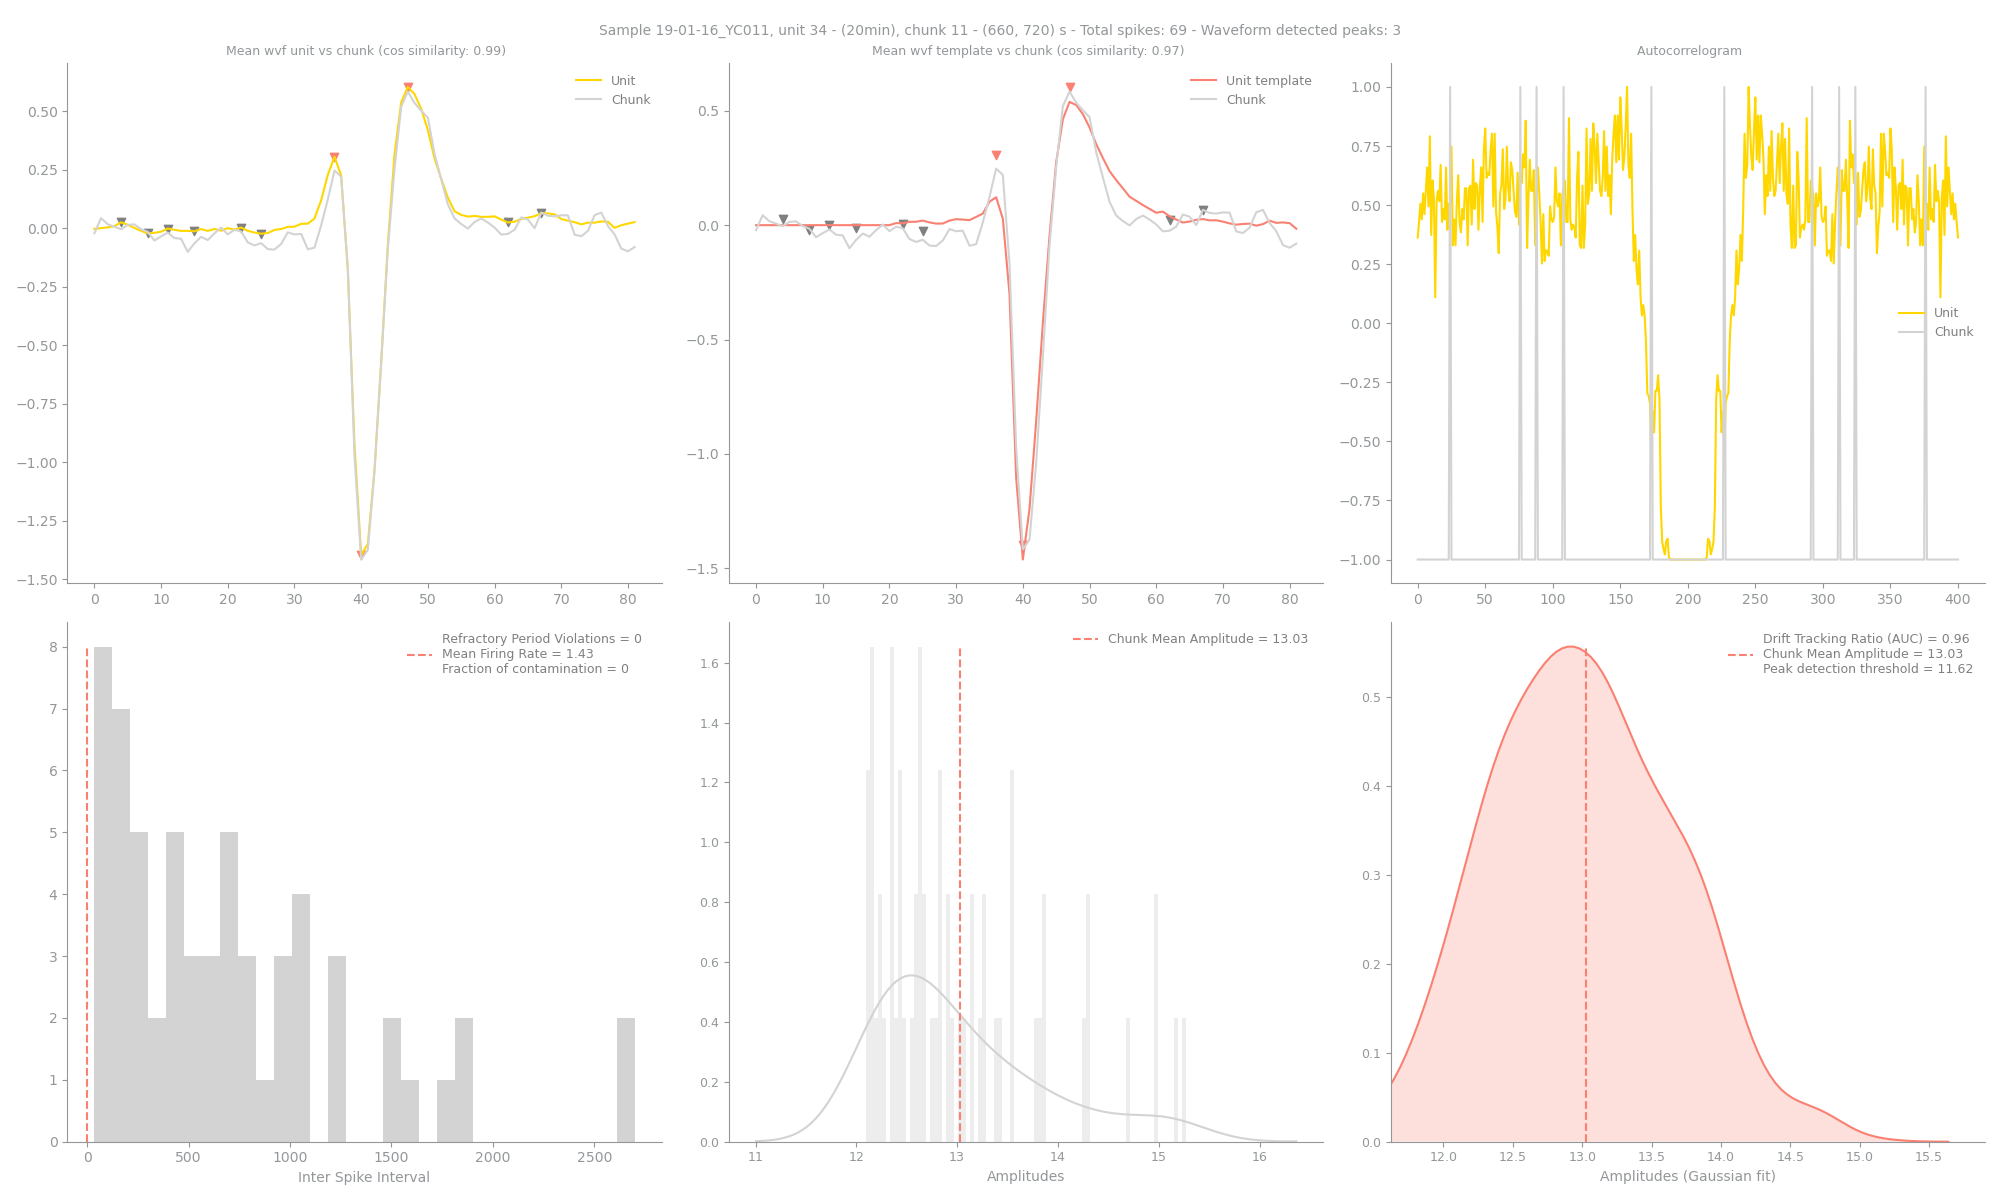 Sample 19-01-16_YC011, unit 34 - (20min), chunk 11 - (660, 720) s - Total spikes: 69 - Waveform detected peaks: 3
Mean wvf unit vs chunk (cos similarity: 0.99)
Unit
Chunk
0.50
0.25
0.00
−0.25
−0.50
−0.75
−1.00
−1.25
−1.50
0 10 20 30 40 50 60 70 80
Mean wvf template vs chunk (cos similarity: 0.97)
Unit template
Chunk
0.5
0.0
−0.5
−1.0
−1.5
0 10 20 30 40 50 60 70 80
Autocorrelogram
1.00
0.75
0.50
0.25
0.00
−0.25
−0.50
−0.75
−1.00
Unit
Chunk
0 50 100 150 200 250 300 350 400
Refractory Period Violations = 0
Mean Firing Rate = 1.43
Fraction of contamination = 0
8
7
6
5
4
3
2
1
0
0 500 1000 1500 2000 2500
Inter Spike Interval
Chunk Mean Amplitude = 13.03
1.6
1.4
1.2
1.0
0.8
0.6
0.4
0.2
0.0
11 12 13 14 15 16
Amplitudes
Drift Tracking Ratio (AUC) = 0.96
Chunk Mean Amplitude = 13.03
Peak detection threshold = 11.62
0.5
0.4
0.3
0.2
0.1
0.0
12.0 12.5 13.0 13.5 14.0 14.5 15.0 15.5
Amplitudes (Gaussian fit)